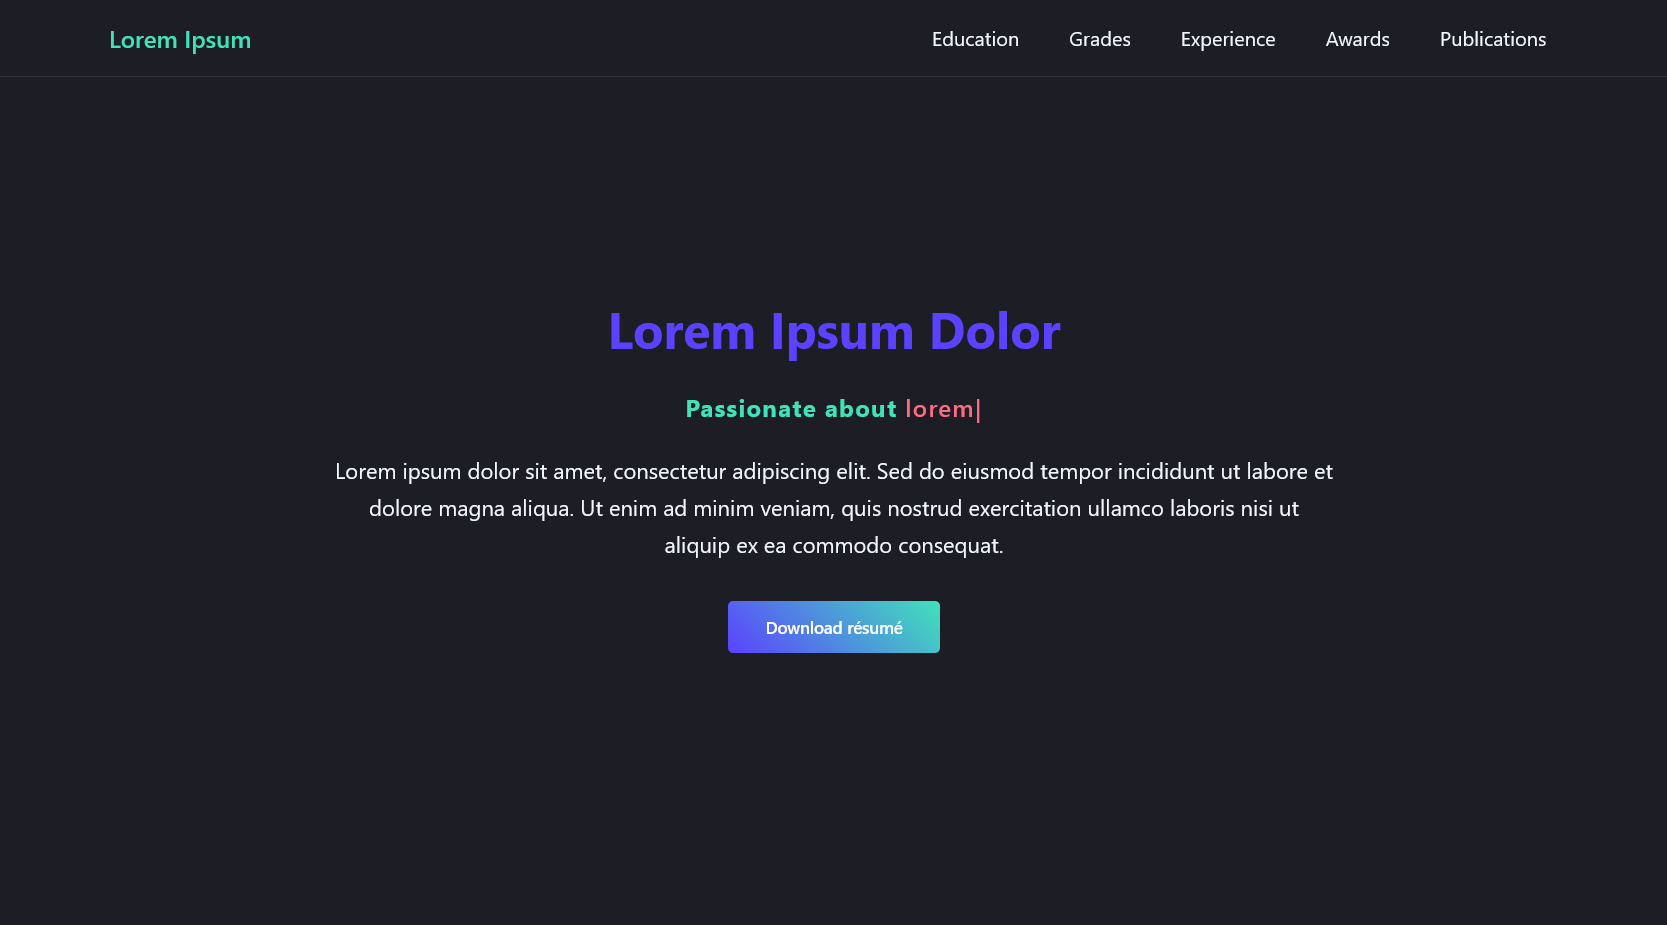 Lorem Ipsum
Education Grades Experience Awards Publications
Lorem Ipsum Dolor
Passionate about lorem|
Lorem ipsum dolor sit amet, consectetur adipiscing elit. Sed do eiusmod tempor incididunt ut labore et
dolore magna aliqua. Ut enim ad minim veniam, quis nostrud exercitation ullamco laboris nisi ut
aliquip ex ea commodo consequat.
Download résumé